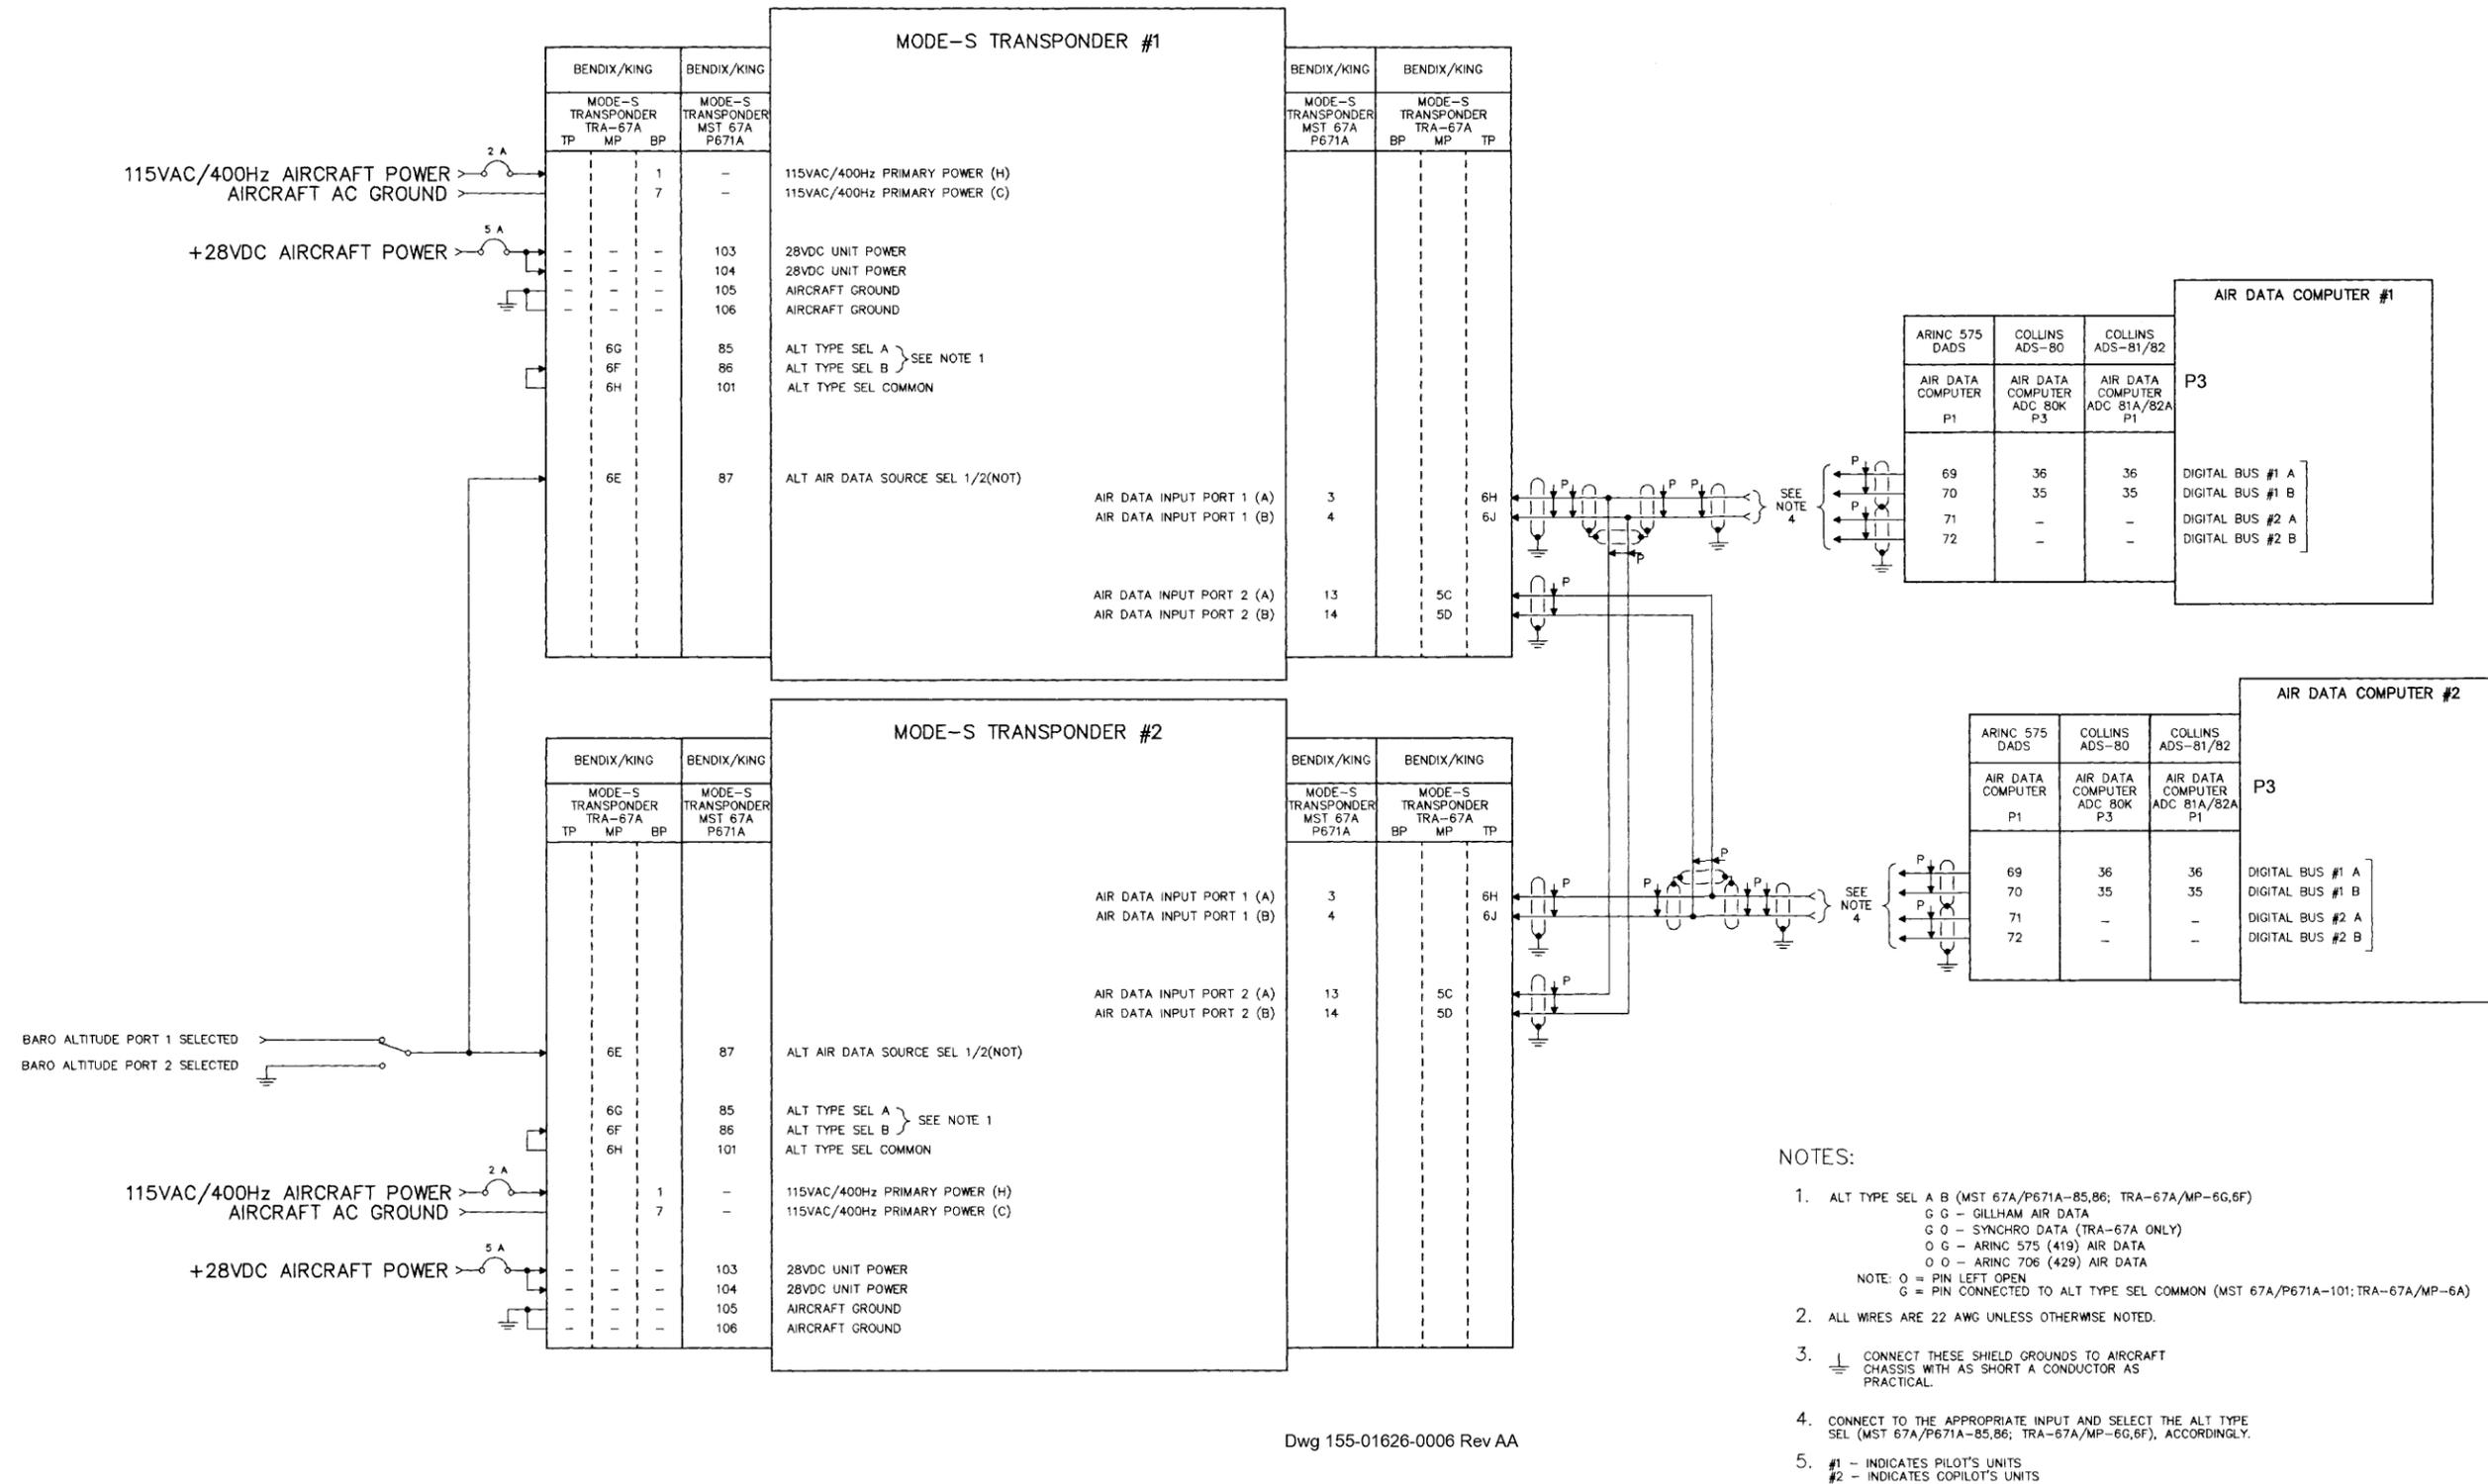 MODE-S TRANSPONDER #1
BENDIX/KING
BENDIX/KING
MODE-S
TRANSPONDER
TRA-67A
TP MP BP
MODE-S
TRANSPONDER
MST 67A
P671A
BENDIX/KING
BENDIX/KING
MODE-S
TRANSPONDER
MST 67A
P671A
MODE-S
TRANSPONDER
TRA-67A
BP MP TP
2 A
115VAC/400Hz AIRCRAFT POWER 1 – 115VAC/400Hz PRIMARY POWER (H)
AIRCRAFT AC GROUND 7 – 115VAC/400Hz PRIMARY POWER (C)
5 A
+28VDC AIRCRAFT POWER – – – 103 28VDC UNIT POWER
– – – 104 28VDC UNIT POWER
– – – 105 AIRCRAFT GROUND
– – – 106 AIRCRAFT GROUND
6G 85 ALT TYPE SEL A
SEE NOTE 1
6F 86 ALT TYPE SEL B
6H 101 ALT TYPE SEL COMMON
6E 87 ALT AIR DATA SOURCE SEL 1/2(NOT)
AIR DATA INPUT PORT 1 (A) 3 6H
AIR DATA INPUT PORT 1 (B) 4 6J
AIR DATA INPUT PORT 2 (A) 13 5C
AIR DATA INPUT PORT 2 (B) 14 5D
P P P P
P
P
SEE
NOTE
4
P
P
AIR DATA COMPUTER #1
ARINC 575
DADS
COLLINS
ADS-80
COLLINS
ADS-81/82
AIR DATA
COMPUTER
P1
AIR DATA
COMPUTER
ADC 80K
P3
AIR DATA
COMPUTER
ADC 81A/82A
P1
P3
69 36 36 DIGITAL BUS #1 A
70 35 35 DIGITAL BUS #1 B
71 – – DIGITAL BUS #2 A
72 – – DIGITAL BUS #2 B
MODE-S TRANSPONDER #2
BENDIX/KING
BENDIX/KING
MODE-S
TRANSPONDER
TRA-67A
TP MP BP
MODE-S
TRANSPONDER
MST 67A
P671A
BENDIX/KING
BENDIX/KING
MODE-S
TRANSPONDER
MST 67A
P671A
MODE-S
TRANSPONDER
TRA-67A
BP MP TP
AIR DATA INPUT PORT 1 (A) 3 6H
AIR DATA INPUT PORT 1 (B) 4 6J
AIR DATA INPUT PORT 2 (A) 13 5C
AIR DATA INPUT PORT 2 (B) 14 5D
P
P P P P
P
SEE
NOTE
4
P
P
AIR DATA COMPUTER #2
ARINC 575
DADS
COLLINS
ADS-80
COLLINS
ADS-81/82
AIR DATA
COMPUTER
P1
AIR DATA
COMPUTER
ADC 80K
P3
AIR DATA
COMPUTER
ADC 81A/82A
P1
P3
69 36 36 DIGITAL BUS #1 A
70 35 35 DIGITAL BUS #1 B
71 – – DIGITAL BUS #2 A
72 – – DIGITAL BUS #2 B
BARO ALTITUDE PORT 1 SELECTED
BARO ALTITUDE PORT 2 SELECTED
6E 87 ALT AIR DATA SOURCE SEL 1/2(NOT)
6G 85 ALT TYPE SEL A
SEE NOTE 1
6F 86 ALT TYPE SEL B
6H 101 ALT TYPE SEL COMMON
2 A
115VAC/400Hz AIRCRAFT POWER 1 – 115VAC/400Hz PRIMARY POWER (H)
AIRCRAFT AC GROUND 7 – 115VAC/400Hz PRIMARY POWER (C)
5 A
+28VDC AIRCRAFT POWER – – – 103 28VDC UNIT POWER
– – – 104 28VDC UNIT POWER
– – – 105 AIRCRAFT GROUND
– – – 106 AIRCRAFT GROUND
NOTES:
1. ALT TYPE SEL A B (MST 67A/P671A-85,86; TRA-67A/MP-6G,6F)
G G – GILLHAM AIR DATA
G O – SYNCHRO DATA (TRA-67A ONLY)
O G – ARINC 575 (419) AIR DATA
O O – ARINC 706 (429) AIR DATA
NOTE: O = PIN LEFT OPEN
G = PIN CONNECTED TO ALT TYPE SEL COMMON (MST 67A/P671A-101; TRA-67A/MP-6A)
2. ALL WIRES ARE 22 AWG UNLESS OTHERWISE NOTED.
3. CONNECT THESE SHIELD GROUNDS TO AIRCRAFT
CHASSIS WITH AS SHORT A CONDUCTOR AS
PRACTICAL.
4. CONNECT TO THE APPROPRIATE INPUT AND SELECT THE ALT TYPE
SEL (MST 67A/P671A-85,86; TRA-67A/MP-6G,6F), ACCORDINGLY.
5. #1 – INDICATES PILOT'S UNITS
#2 – INDICATES COPILOT'S UNITS
Dwg 155-01626-0006 Rev AA